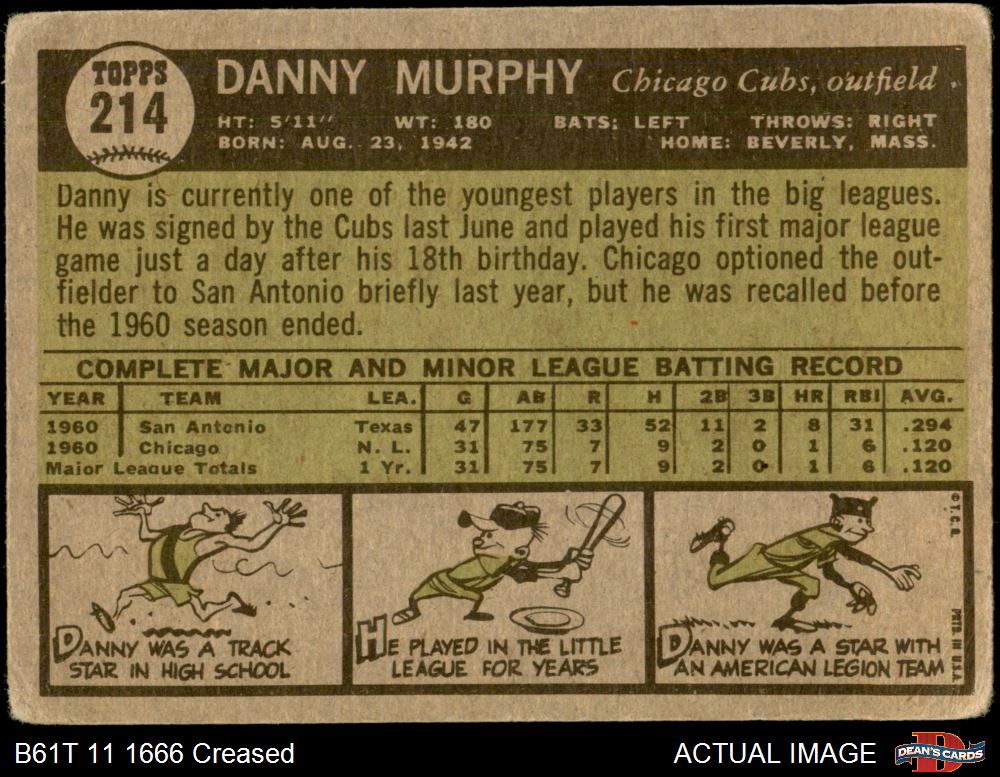 TOPPS
214
DANNY MURPHY Chicago Cubs, outfield
HT: 5'11" WT: 180 BATS: LEFT THROWS: RIGHT
BORN: AUG. 23, 1942 HOME: BEVERLY, MASS.
Danny is currently one of the youngest players in the big leagues.
He was signed by the Cubs last June and played his first major league
game just a day after his 18th birthday. Chicago optioned the out-
fielder to San Antonio briefly last year, but he was recalled before
the 1960 season ended.
COMPLETE MAJOR AND MINOR LEAGUE BATTING RECORD
YEAR TEAM LEA. G AB R H 2B 3B HR RBI AVG.
1960 San Antonio Texas 47 177 33 52 11 2 8 31 .294
1960 Chicago N. L. 31 75 7 9 2 0 1 6 .120
Major League Totals 1 Yr. 31 75 7 9 2 0 1 6 .120
DANNY WAS A TRACK
STAR IN HIGH SCHOOL
HE PLAYED IN THE LITTLE
LEAGUE FOR YEARS
DANNY WAS A STAR WITH
AN AMERICAN LEGION TEAM
© T.C.G.
PRTD. IN U.S.A.
B61T 11 1666 Creased
ACTUAL IMAGE
DEAN'S CARDS